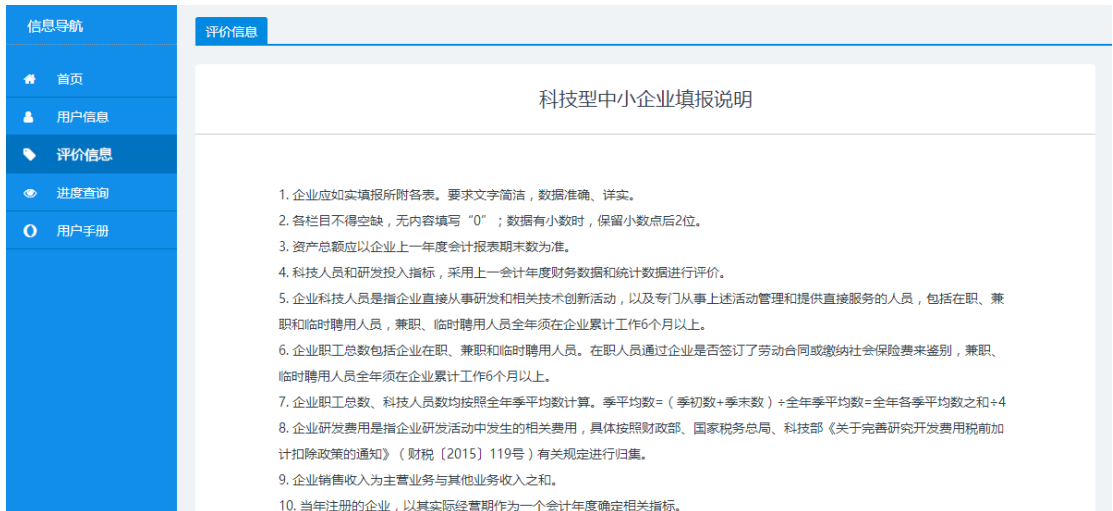 信息导航
首页
用户信息
评价信息
进度查询
用户手册
评价信息
科技型中小企业填报说明
1. 企业应如实填报所附各表。要求文字简洁，数据准确、详实。
2. 各栏目不得空缺，无内容填写“0”；数据有小数时，保留小数点后2位。
3. 资产总额应以企业上一年度会计报表期末数为准。
4. 科技人员和研发投入指标，采用上一会计年度财务数据和统计数据进行评价。
5. 企业科技人员是指企业直接从事研发和相关技术创新活动，以及专门从事上述活动管理和提供直接服务的人员，包括在职、兼
职和临时聘用人员，兼职、临时聘用人员全年须在企业累计工作6个月以上。
6. 企业职工总数包括企业在职、兼职和临时聘用人员。在职人员通过企业是否签订了劳动合同或缴纳社会保险费来鉴别，兼职、
临时聘用人员全年须在企业累计工作6个月以上。
7. 企业职工总数、科技人员数均按照全年季平均数计算。季平均数=（季初数+季末数）÷全年季平均数=全年各季平均数之和÷4
8. 企业研发费用是指企业研发活动中发生的相关费用，具体按照财政部、国家税务总局、科技部《关于完善研究开发费用税前加
计扣除政策的通知》（财税〔2015〕119号）有关规定进行归集。
9. 企业销售收入为主营业务与其他业务收入之和。
10. 当年注册的企业，以其实际经营期作为一个会计年度确定相关指标。